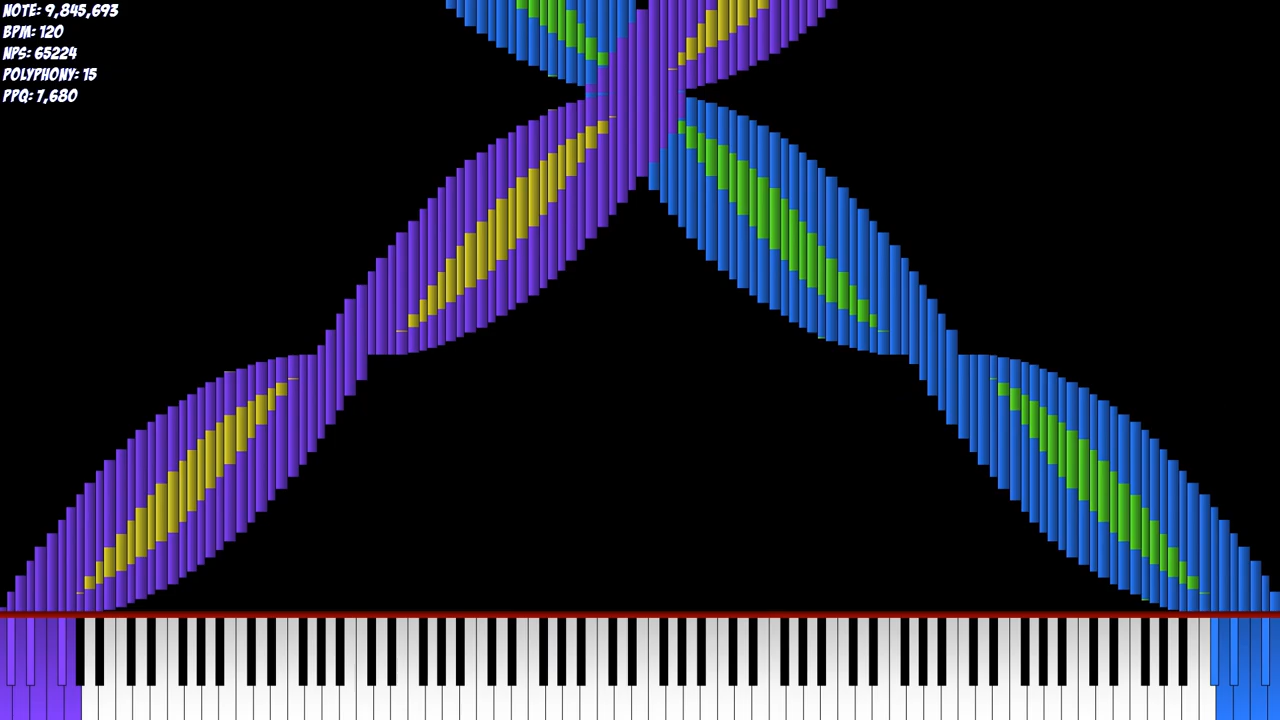 NOTE: 9,845,693
BPM: 120
NPS: 65224
POLYPHONY: 15
PPQ: 7,680